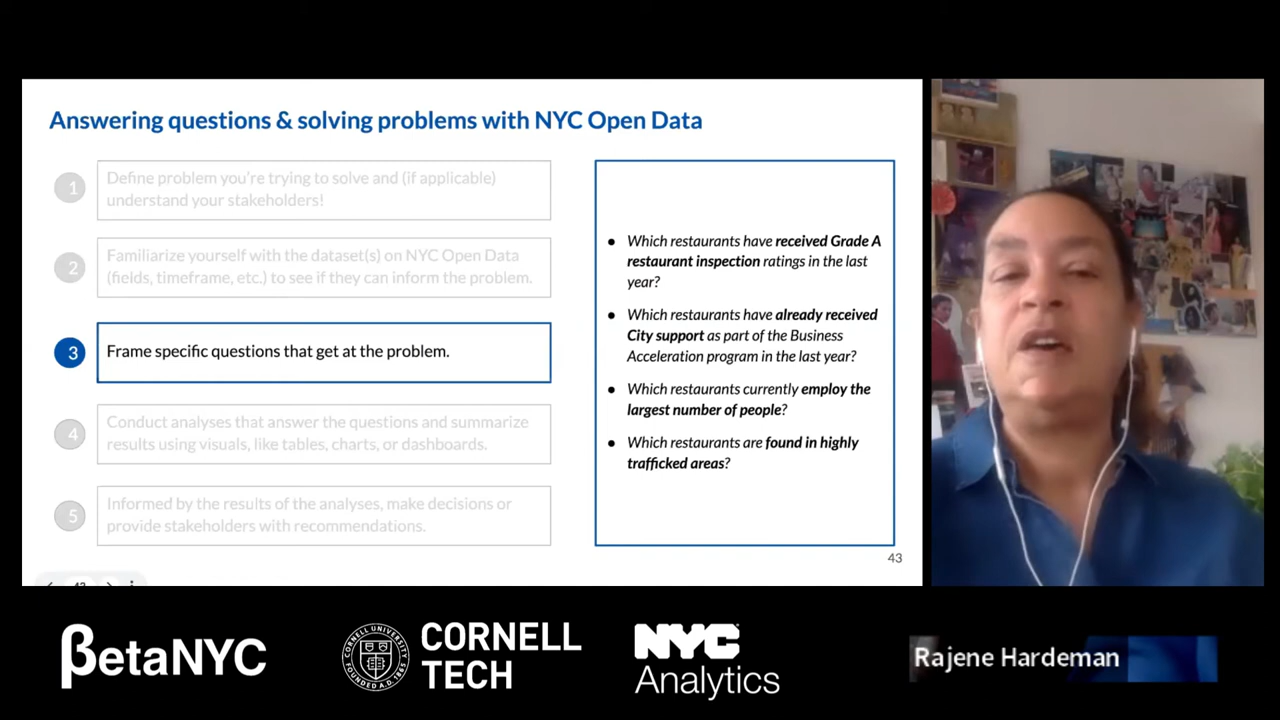 Answering questions & solving problems with NYC Open Data
1
Define problem you're trying to solve and (if applicable)
understand your stakeholders!
2
Familiarize yourself with the dataset(s) on NYC Open Data
(fields, timeframe, etc.) to see if they can inform the problem.
3
Frame specific questions that get at the problem.
4
Conduct analyses that answer the questions and summarize
results using visuals, like tables, charts, or dashboards.
5
Informed by the results of the analyses, make decisions or
provide stakeholders with recommendations.
• Which restaurants have received Grade A
restaurant inspection ratings in the last
year?
• Which restaurants have already received
City support as part of the Business
Acceleration program in the last year?
• Which restaurants currently employ the
largest number of people?
• Which restaurants are found in highly
trafficked areas?
43
βetaNYC
CORNELL UNIVERSITY
FOUNDED A.D. 1865
CORNELL
TECH
NYC
Analytics
Rajene Hardeman